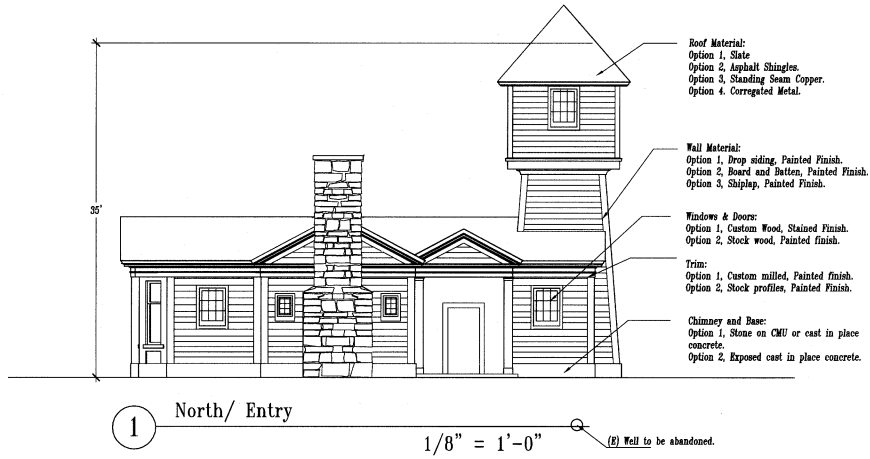 Roof Material:
Option 1, Slate
Option 2, Asphalt Shingles.
Option 3, Standing Seam Copper.
Option 4. Corregated Metal.
Wall Material:
Option 1, Drop siding, Painted Finish.
Option 2, Board and Batten, Painted Finish.
Option 3, Shiplap, Painted Finish.
35'
Windows & Doors:
Option 1, Custom Wood, Stained Finish.
Option 2, Stock wood, Painted finish.
Trim:
Option 1, Custom milled, Painted finish.
Option 2, Stock profiles, Painted Finish.
Chimney and Base:
Option 1, Stone on CMU or cast in place
concrete.
Option 2, Exposed cast in place concrete.
1
North/ Entry
1/8" = 1'-0"
(E) Well to be abandoned.